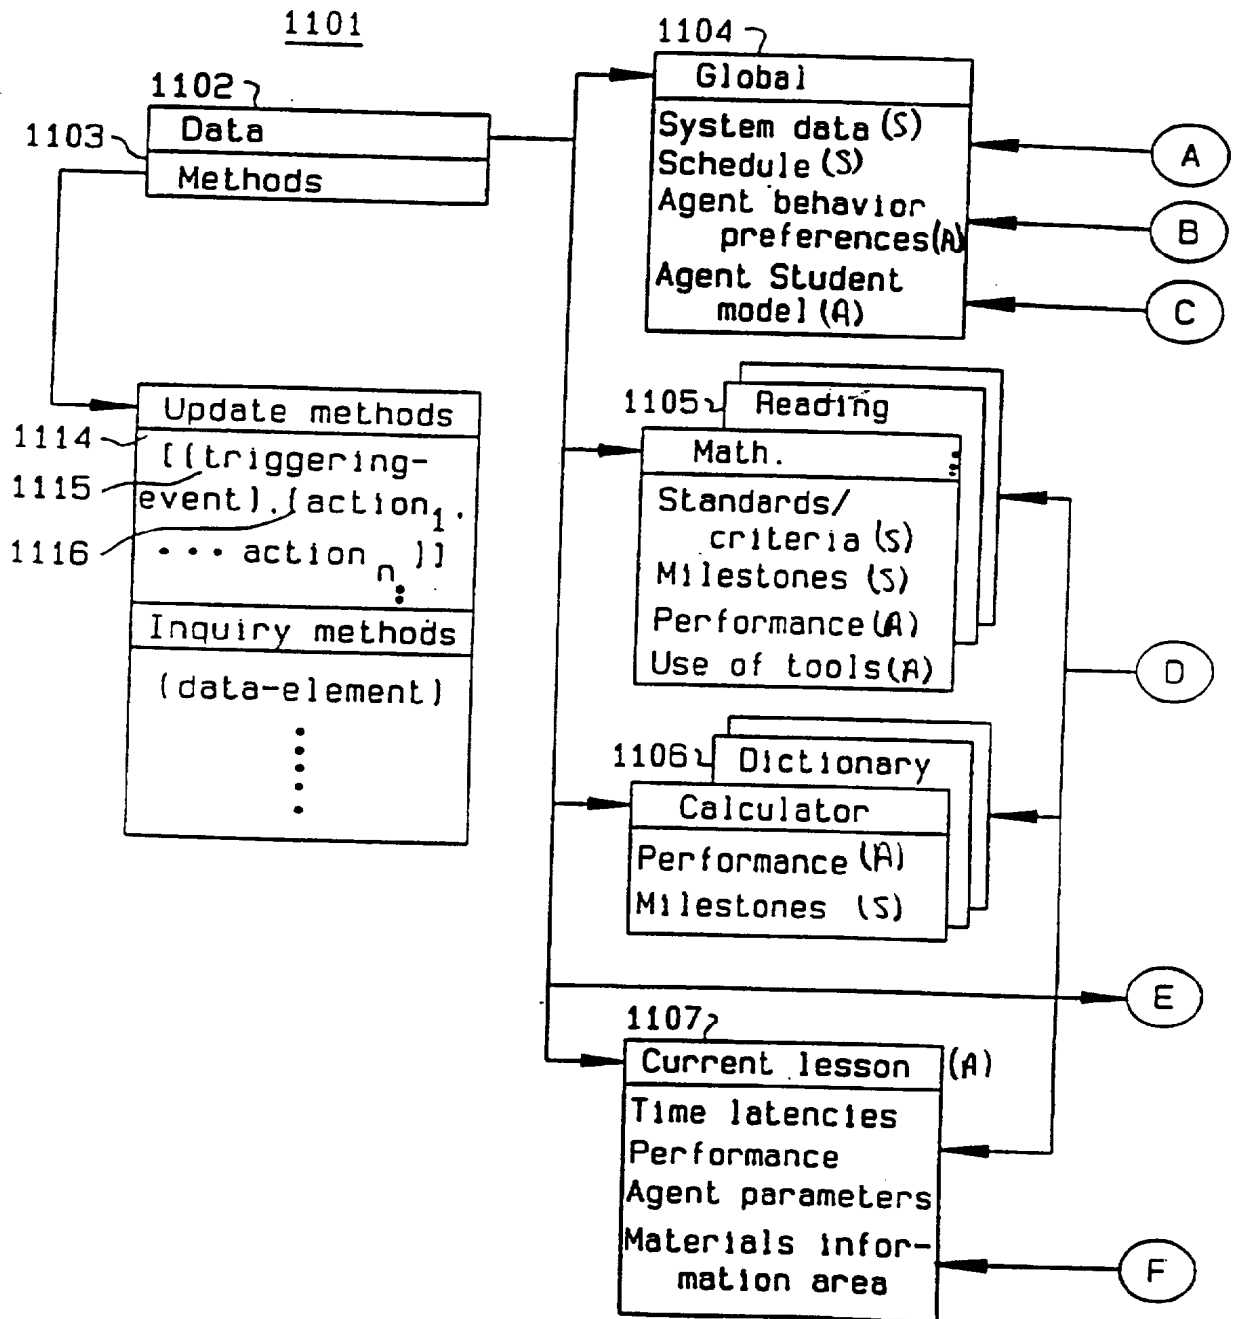 1101
1102
Data
1103
Methods
Update methods
1114
[(triggering-
1115
event),(action1,
1116
••• action n )]
Inquiry methods
(data-element)
1104
Global
System data (S)
Schedule (S)
Agent behavior
preferences (A)
Agent Student
model (A)
A
B
C
1105
Reading
Math.
Standards/
criteria (S)
Milestones (S)
Performance (A)
Use of tools (A)
D
1106
Dictionary
Calculator
Performance (A)
Milestones (S)
E
1107
Current lesson (A)
Time latencies
Performance
Agent parameters
Materials infor-
mation area
F